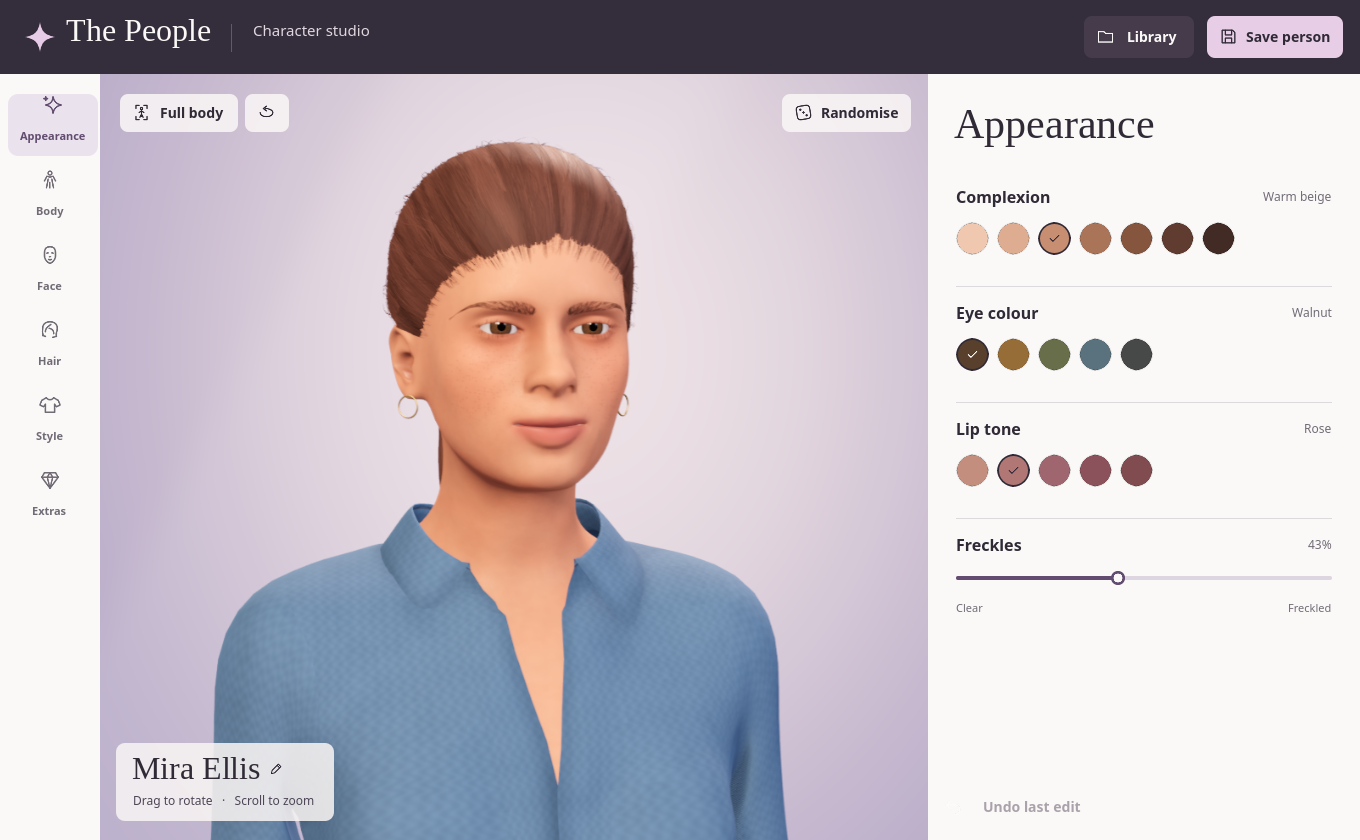 The People
Character studio
Library
Save person
Appearance
Body
Face
Hair
Style
Extras
Full body
Randomise
Mira Ellis
Drag to rotate · Scroll to zoom
Appearance
Complexion
Warm beige
Eye colour
Walnut
Lip tone
Rose
Freckles
43%
Clear
Freckled
Undo last edit